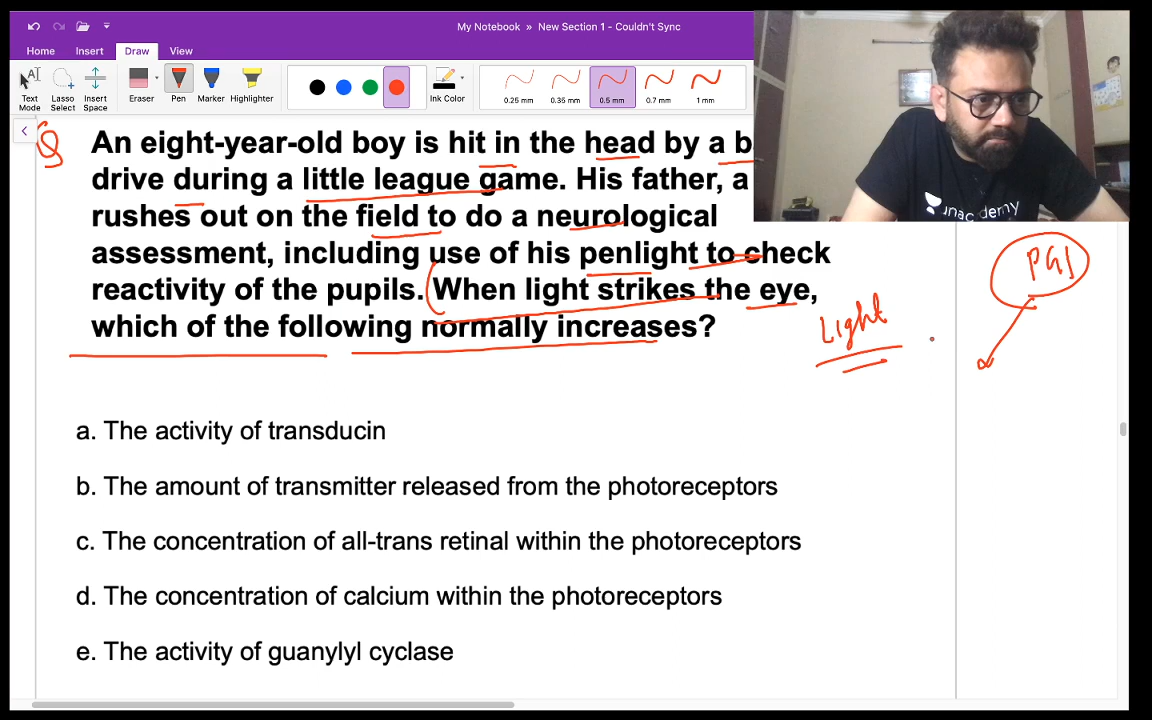 My Notebook » New Section 1 - Couldn't Sync
Home Insert Draw View
Text Mode
Lasso Select
Insert Space
Eraser
Pen
Marker
Highlighter
Ink Color
0.25 mm
0.35 mm
0.5 mm
0.7 mm
1 mm
Q
An eight-year-old boy is hit in the head by a b
drive during a little league game. His father, a
rushes out on the field to do a neurological
assessment, including use of his penlight to check
reactivity of the pupils. When light strikes the eye,
which of the following normally increases?
PGI
Light
a. The activity of transducin
b. The amount of transmitter released from the photoreceptors
c. The concentration of all-trans retinal within the photoreceptors
d. The concentration of calcium within the photoreceptors
e. The activity of guanylyl cyclase